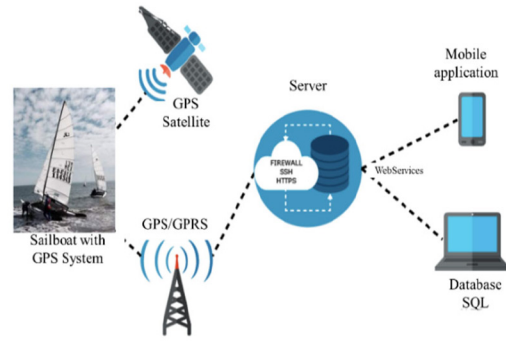 GPS
Satellite
Sailboat with
GPS System
GPS/GPRS
Server
FIREWALL
SSH
HTTPS
WebServices
Mobile
application
Database
SQL